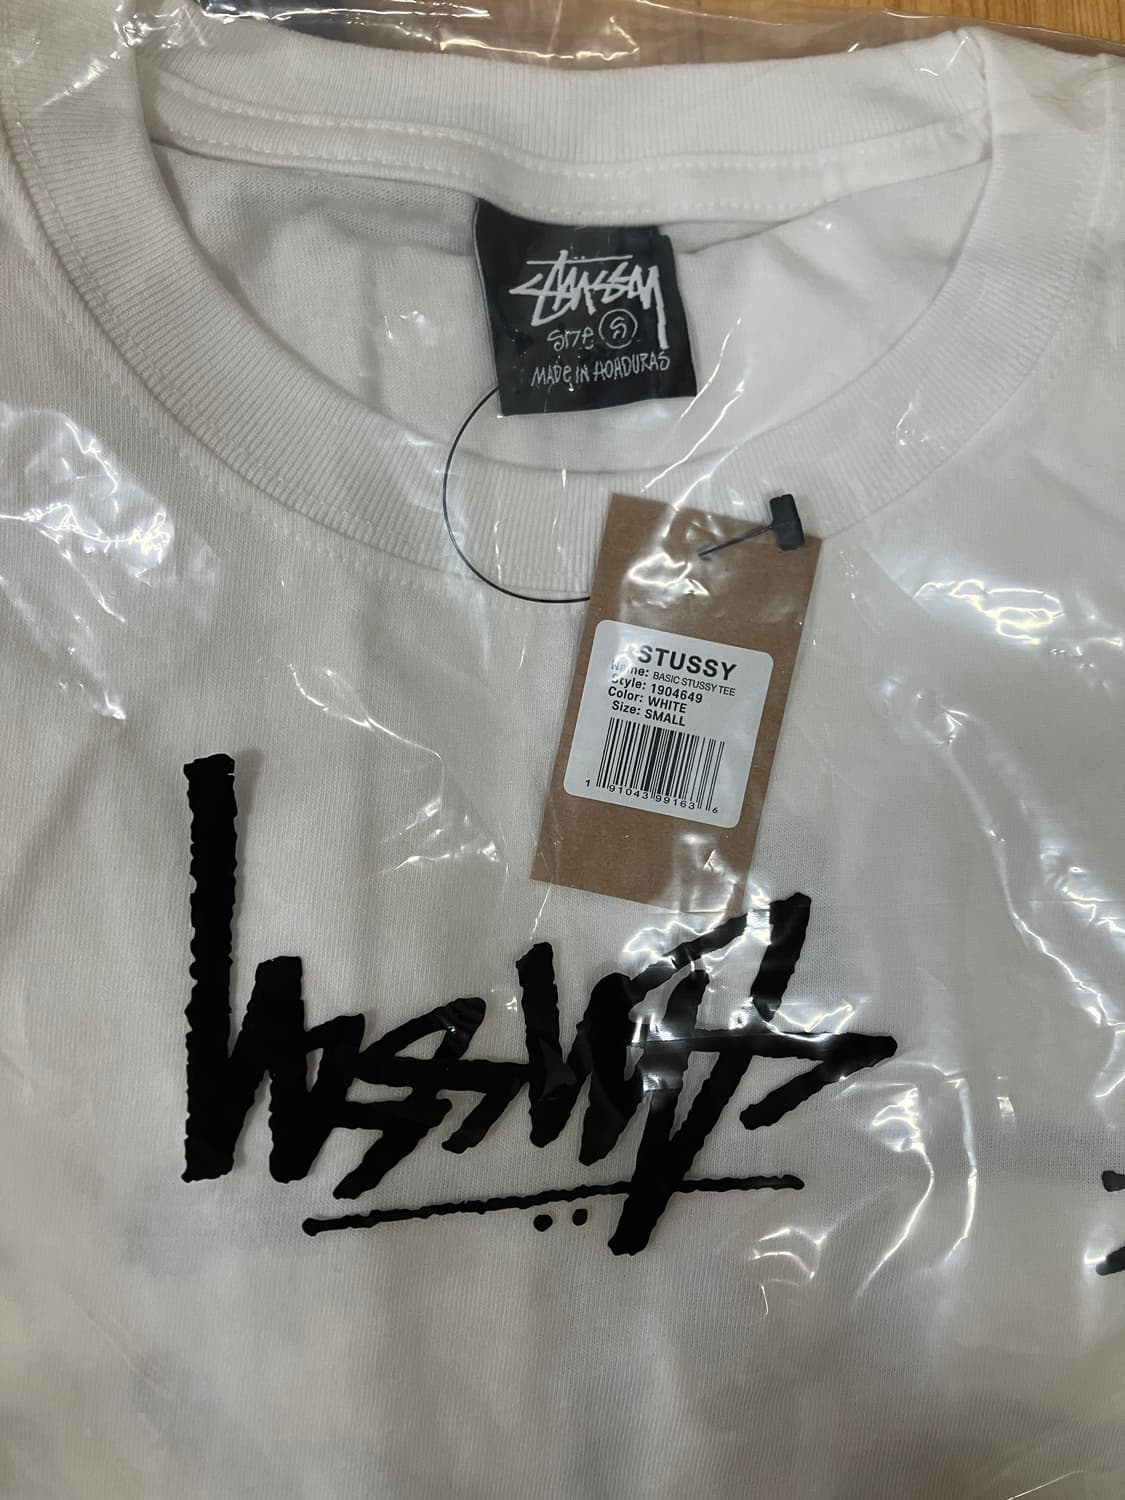 STÜSSY
size S
MADE IN HONDURAS
STUSSY
Name: BASIC STUSSY TEE
Style: 1904649
Color: WHITE
Size: SMALL
1 91043 99163 6
STÜSSY